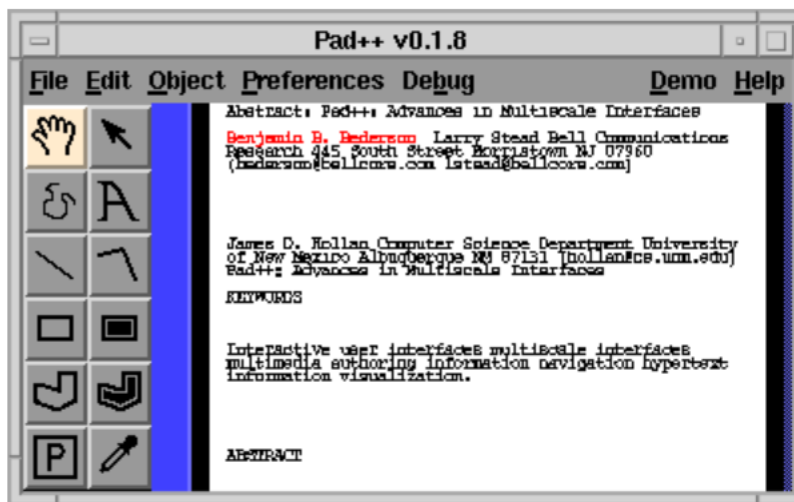 Pad++ v0.1.8
File Edit Object Preferences Debug Demo Help
Abstract: Pad++: Advances in Multiscale Interfaces
Benjamin B. Bederson Larry Stead Bell Communications
Research 445 South Street Morristown NJ 07960
(bederson@bellcore.com lstead@bellcore.com)
James D. Hollan Computer Science Department University
of New Mexico Albuquerque NM 87131 (hollan@cs.unm.edu)
Pad++: Advances in Multiscale Interfaces
KEYWORDS
Interactive user interfaces multiscale interfaces
multimedia authoring information navigation hypertext
information visualization.
ABSTRACT
A
P